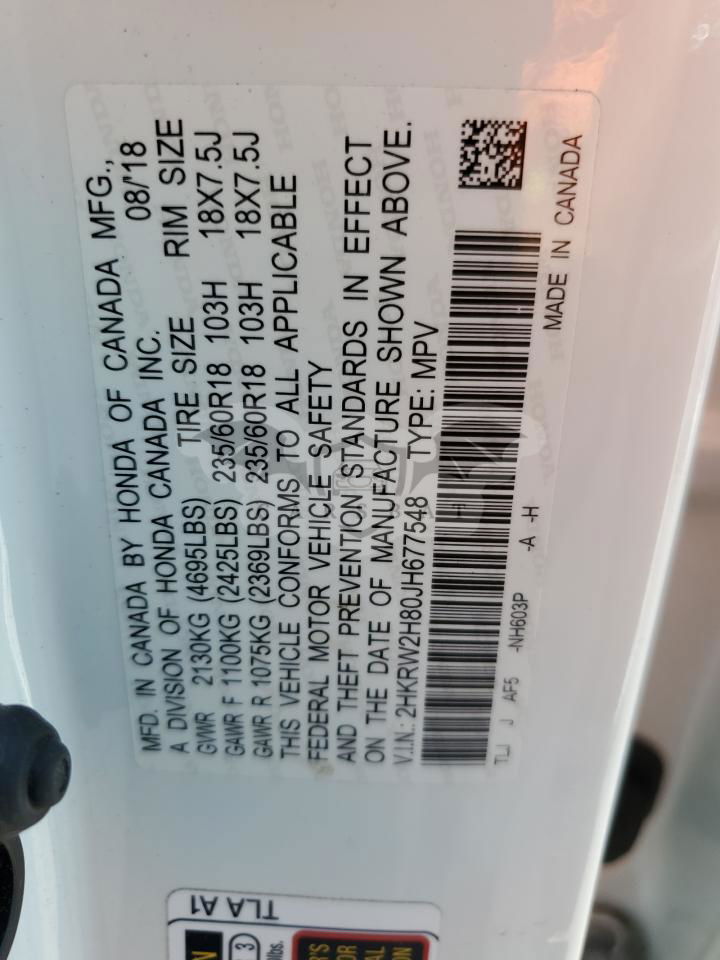 MFD. IN CANADA BY HONDA OF CANADA MFG.,
A DIVISION OF HONDA CANADA INC. 08/'18
GVWR 2130KG (4695LBS) TIRE SIZE RIM SIZE
GAWR F 1100KG (2425LBS) 235/60R18 103H 18X7.5J
GAWR R 1075KG (2369LBS) 235/60R18 103H 18X7.5J
THIS VEHICLE CONFORMS TO ALL APPLICABLE
FEDERAL MOTOR VEHICLE SAFETY
AND THEFT PREVENTION STANDARDS IN EFFECT
ON THE DATE OF MANUFACTURE SHOWN ABOVE.
V.I.N.: 2HKRW2H80JH677548 TYPE: MPV
TLJ J AF5 -NH603P -A -H
MADE IN CANADA
TLA A1